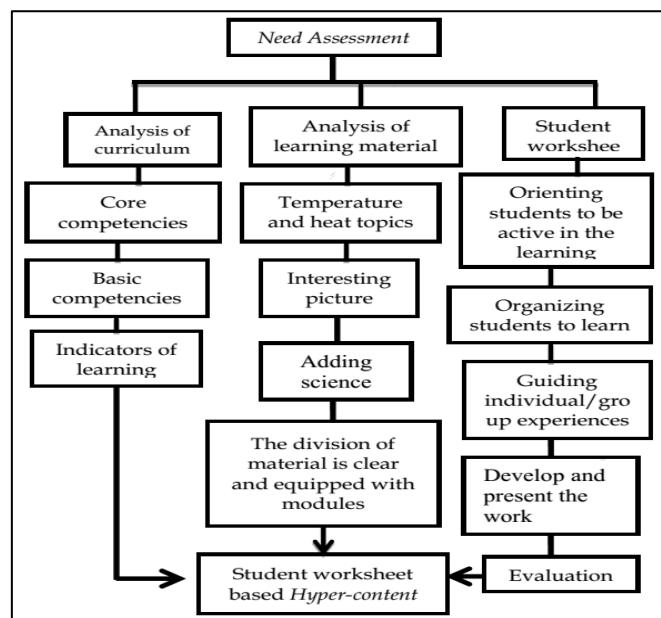 Need Assessment
Analysis of
curriculum
Core
competencies
Basic
competencies
Indicators of
learning
Analysis of
learning material
Temperature
and heat topics
Interesting
picture
Adding
science
The division of
material is clear
and equipped with
modules
Student
workshee
Orienting
students to be
active in the
learning
Organizing
students to learn
Guiding
individual/gro
up experiences
Develop and
present the
work
Evaluation
Student worksheet
based Hyper-content